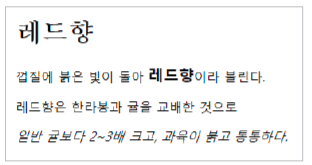 레드향
껍질에 붉은 빛이 돌아 레드향이라 불린다.
레드향은 한라봉과 귤을 교배한 것으로
일반 귤보다 2~3배 크고, 과육이 붉고 통통하다.